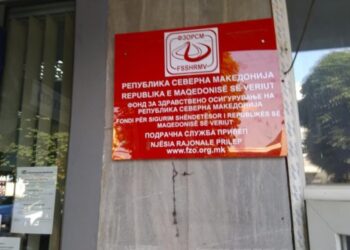 ФЗОРСМ
FSSHRMV
РЕПУБЛИКА СЕВЕРНА МАКЕДОНИЈА
REPUBLIKA E MAQEDONISË SË VERIUT
ФОНД ЗА ЗДРАВСТВЕНО ОСИГУРУВАЊЕ НА
РЕПУБЛИКА СЕВЕРНА МАКЕДОНИЈА
FONDI PËR SIGURIM SHËNDETËSOR I REPUBLIKËS SË
MAQEDONISË SË VERIUT
ПОДРАЧНА СЛУЖБА ПРИЛЕП
NJËSIA RAJONALE PRILEP
www.fzo.org.mk